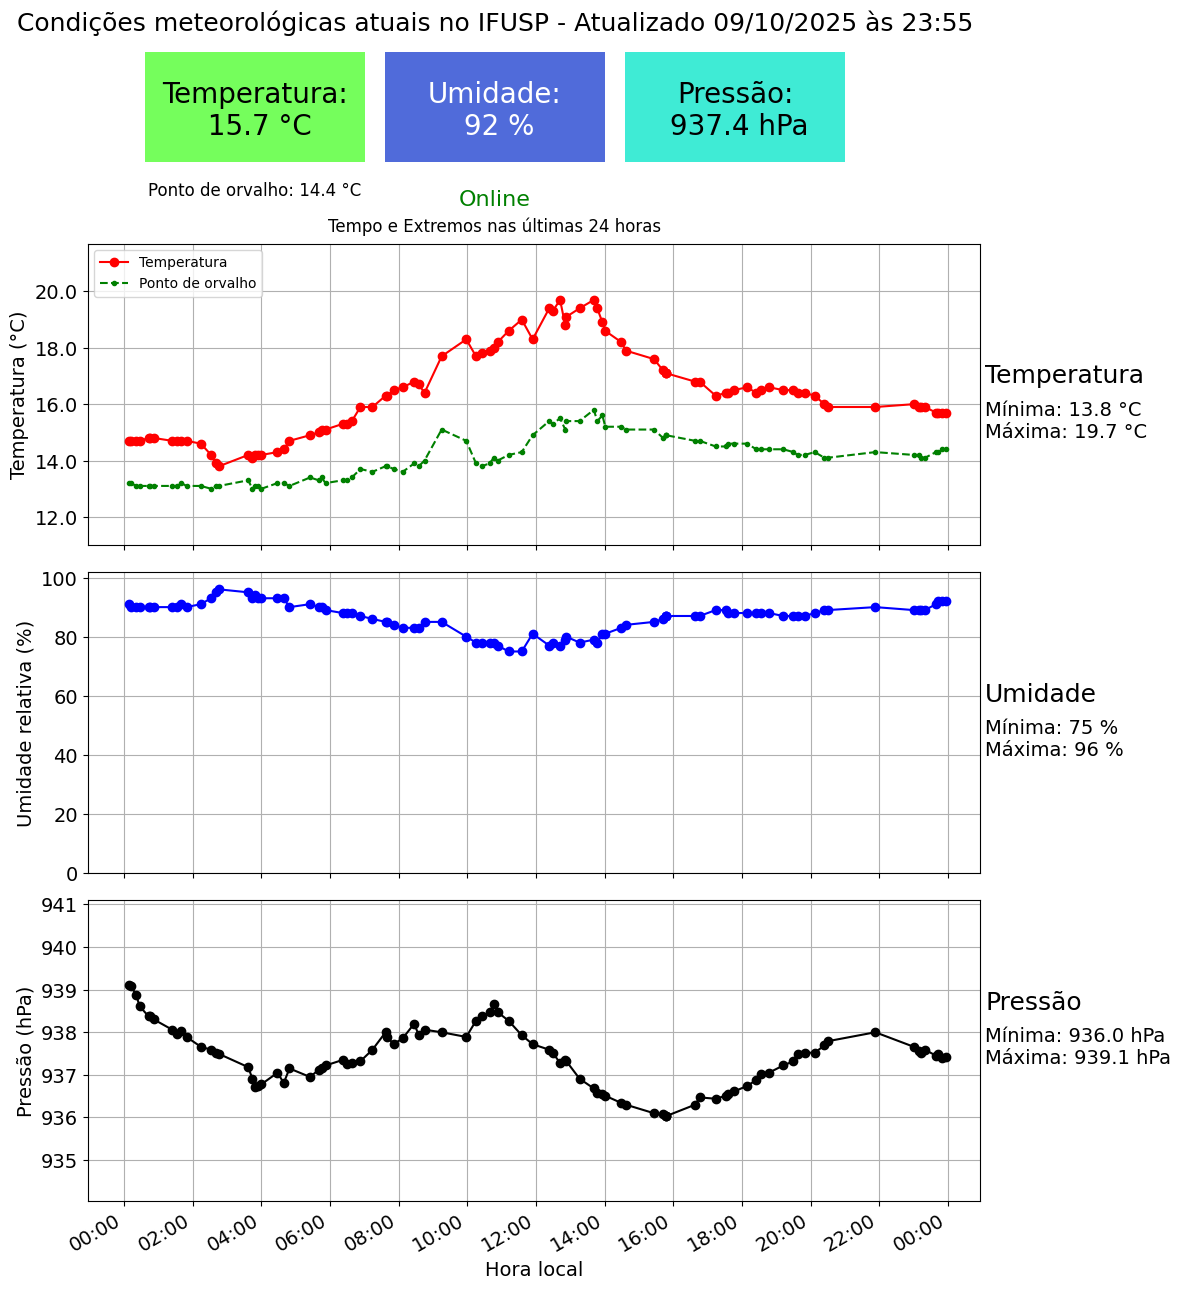 Condições meteorológicas atuais no IFUSP - Atualizado 09/10/2025 às 23:55
Temperatura:
15.7 °C
Umidade:
92 %
Pressão:
937.4 hPa
Ponto de orvalho: 14.4 °C
Online
Tempo e Extremos nas últimas 24 horas
Temperatura
Ponto de orvalho
Temperatura (°C)
20.0
18.0
16.0
14.0
12.0
Temperatura
Mínima: 13.8 °C
Máxima: 19.7 °C
Umidade relativa (%)
100
80
60
40
20
0
Umidade
Mínima: 75 %
Máxima: 96 %
Pressão (hPa)
941
940
939
938
937
936
935
Pressão
Mínima: 936.0 hPa
Máxima: 939.1 hPa
00:00
02:00
04:00
06:00
08:00
10:00
12:00
14:00
16:00
18:00
20:00
22:00
00:00
Hora local